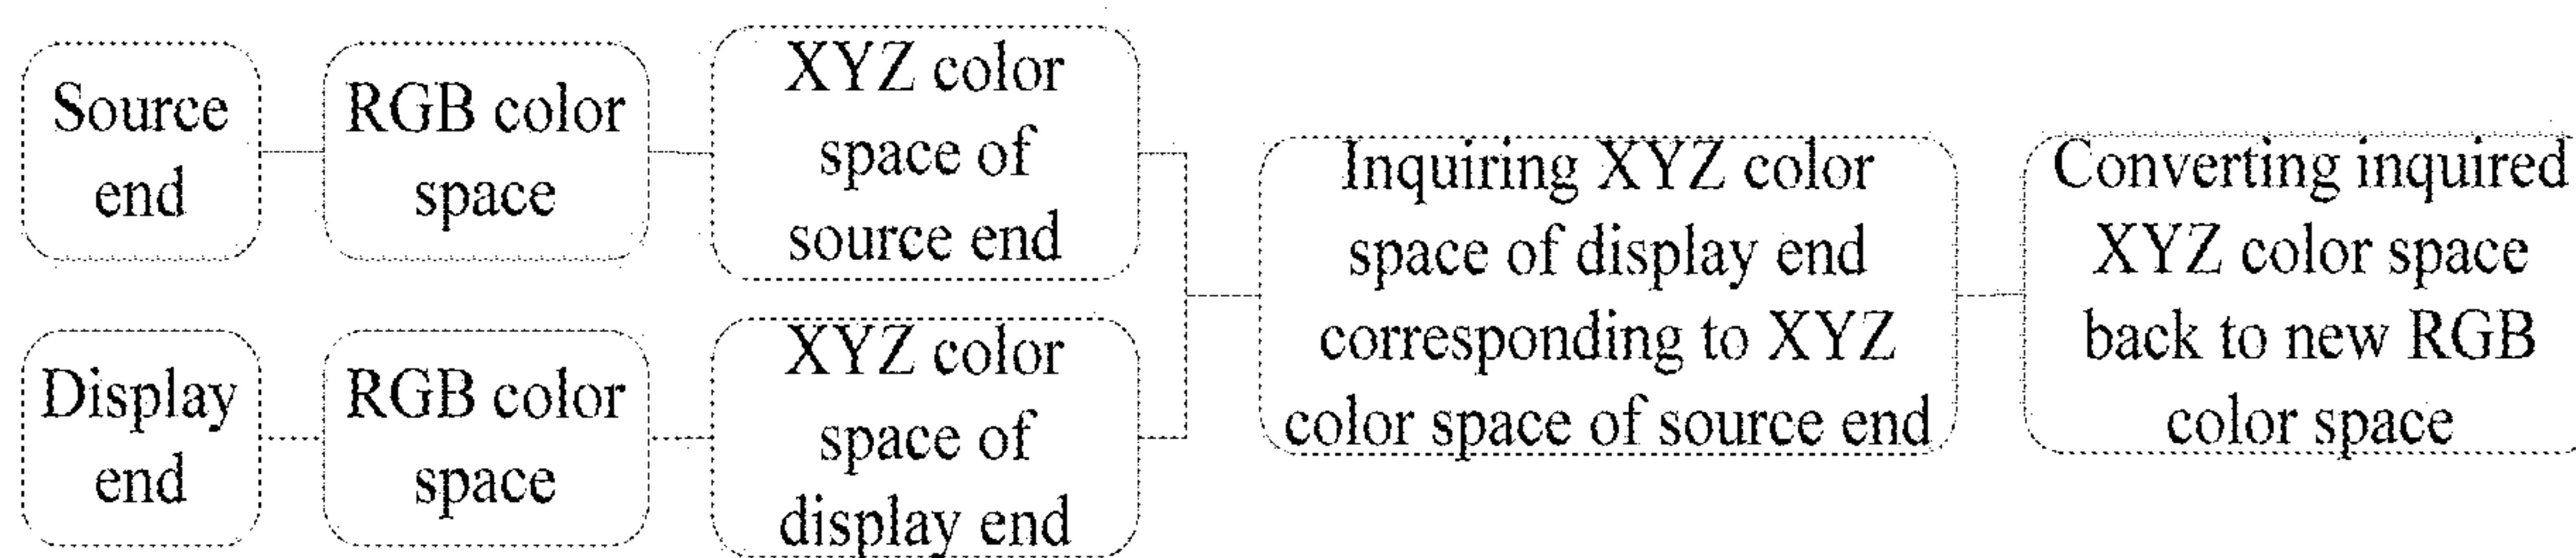 Source
end
RGB color
space
XYZ color
space of
source end
Display
end
RGB color
space
XYZ color
space of
display end
Inquiring XYZ color
space of display end
corresponding to XYZ
color space of source end
Converting inquired
XYZ color space
back to new RGB
color space